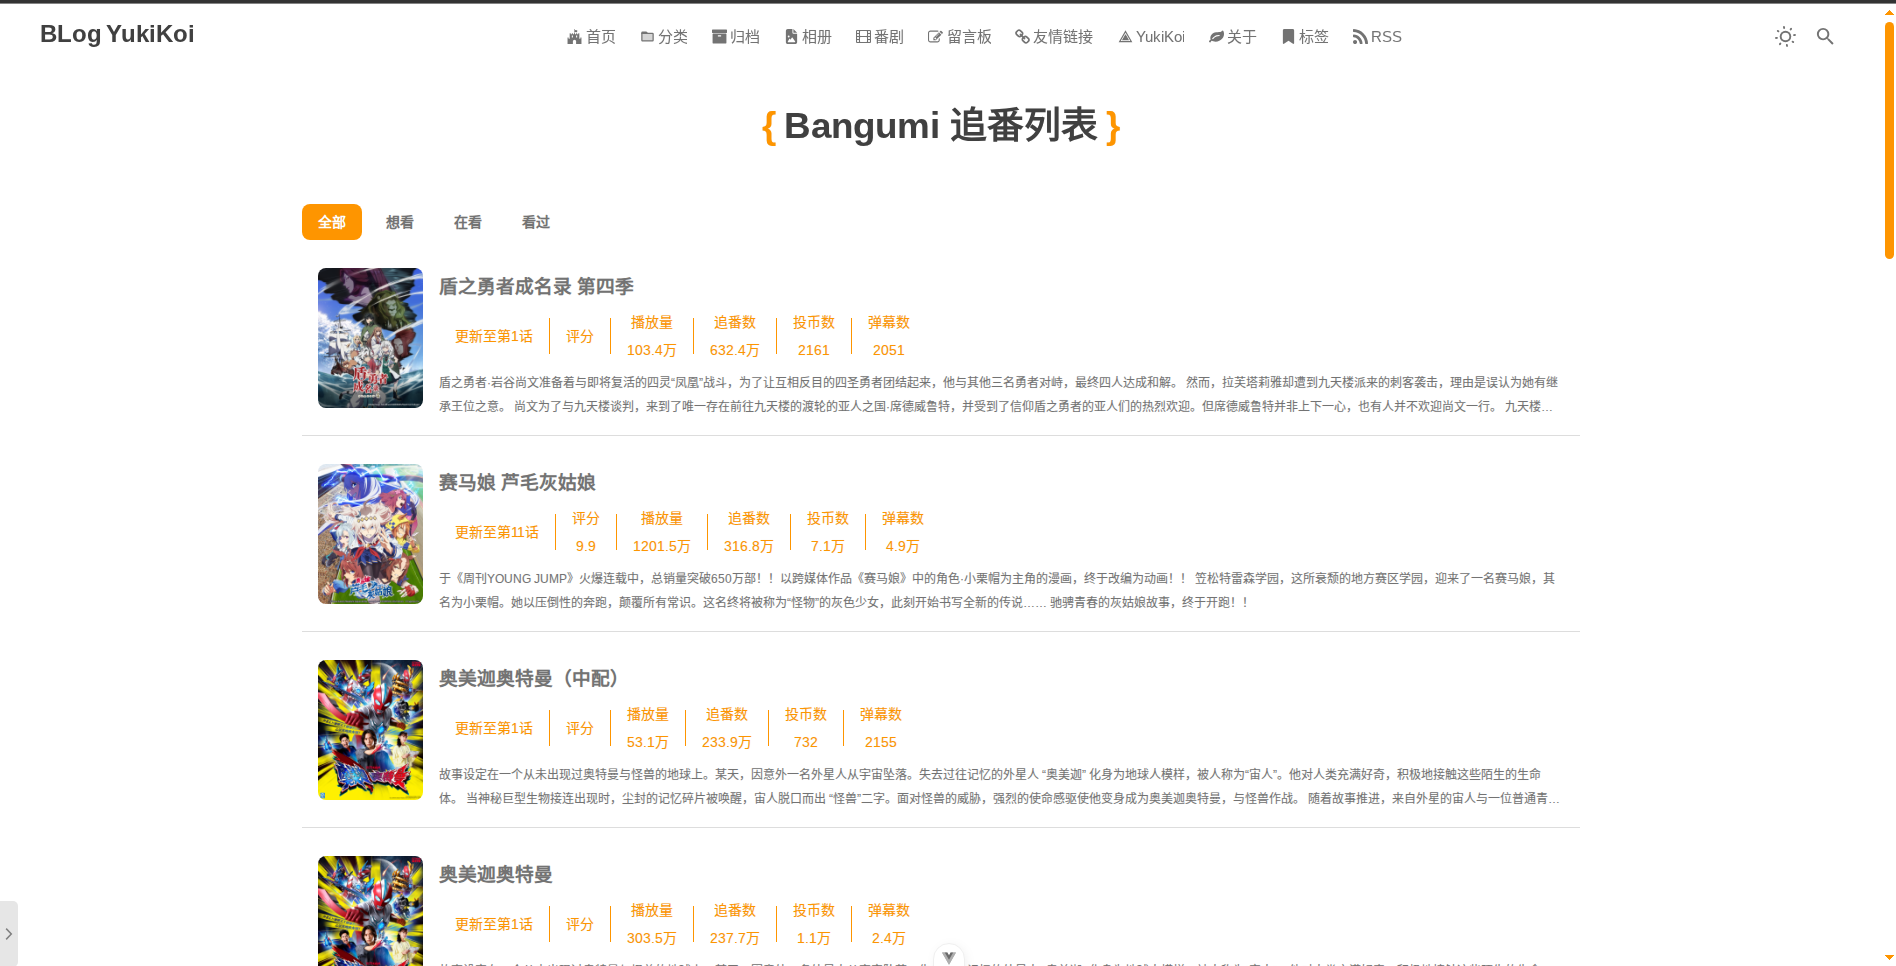 BLog YukiKoi
首页 分类 归档 相册 番剧 留言板 友情链接 YukiKoi 关于 标签 RSS
{ Bangumi 追番列表 }
全部 想看 在看 看过
盾之勇者成名录 第四季
更新至第1话 评分 播放量 追番数 投币数 弹幕数
103.4万 632.4万 2161 2051
盾之勇者·岩谷尚文准备着与即将复活的四灵“凤凰”战斗，为了让互相反目的四圣勇者团结起来，他与其他三名勇者对峙，最终四人达成和解。 然而，拉芙塔莉雅却遭到九天楼派来的刺客袭击，理由是误认为她有继
承王位之意。 尚文为了与九天楼谈判，来到了唯一存在前往九天楼的渡轮的亚人之国·席德威鲁特，并受到了信仰盾之勇者的亚人们的热烈欢迎。但席德威鲁特并非上下一心，也有人并不欢迎尚文一行。 九天楼…
赛马娘 芦毛灰姑娘
更新至第11话 评分 播放量 追番数 投币数 弹幕数
9.9 1201.5万 316.8万 7.1万 4.9万
于《周刊YOUNG JUMP》火爆连载中，总销量突破650万部！！以跨媒体作品《赛马娘》中的角色·小栗帽为主角的漫画，终于改编为动画！！ 笠松特雷森学园，这所衰颓的地方赛区学园，迎来了一名赛马娘，其
名为小栗帽。她以压倒性的奔跑，颠覆所有常识。这名终将被称为“怪物”的灰色少女，此刻开始书写全新的传说…… 驰骋青春的灰姑娘故事，终于开跑！！
奥美迦奥特曼（中配）
更新至第1话 评分 播放量 追番数 投币数 弹幕数
53.1万 233.9万 732 2155
故事设定在一个从未出现过奥特曼与怪兽的地球上。某天，因意外一名外星人从宇宙坠落。失去过往记忆的外星人 “奥美迦” 化身为地球人模样，被人称为“宙人”。他对人类充满好奇，积极地接触这些陌生的生命
体。 当神秘巨型生物接连出现时，尘封的记忆碎片被唤醒，宙人脱口而出 “怪兽”二字。面对怪兽的威胁，强烈的使命感驱使他变身成为奥美迦奥特曼，与怪兽作战。 随着故事推进，来自外星的宙人与一位普通青…
奥美迦奥特曼
更新至第1话 评分 播放量 追番数 投币数 弹幕数
303.5万 237.7万 1.1万 2.4万